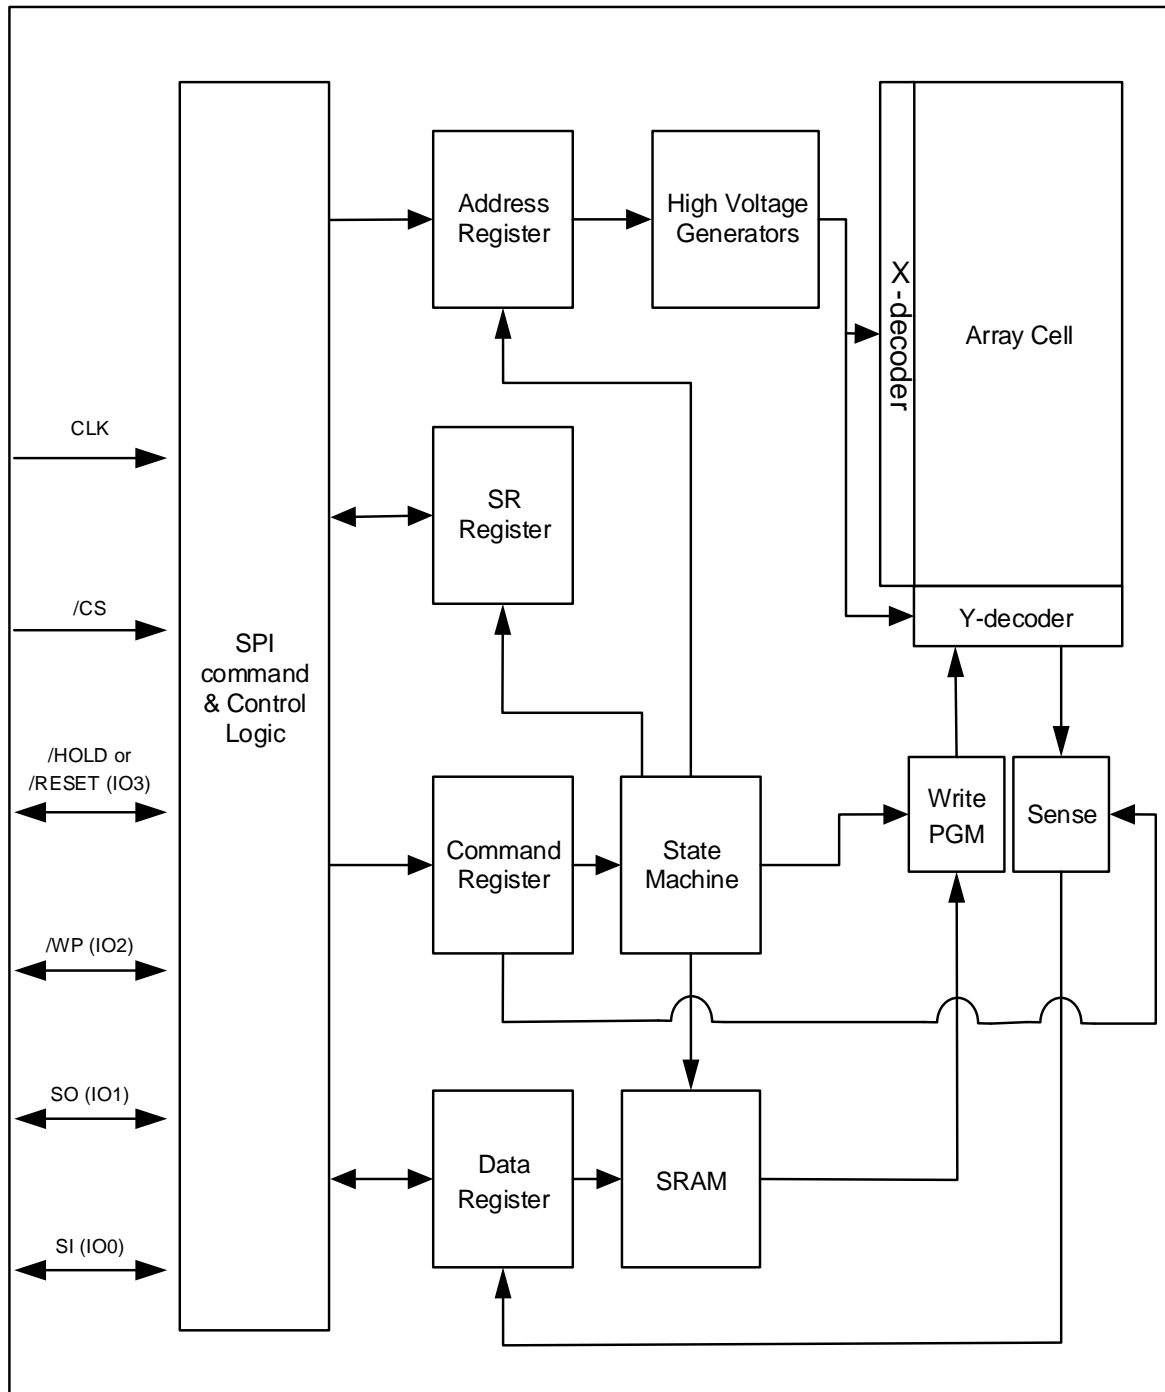 CLK
/CS
/HOLD or
/RESET (IO3)
/WP (IO2)
SO (IO1)
SI (IO0)
SPI
command
& Control
Logic
Address
Register
High Voltage
Generators
X-decoder
Array Cell
Y-decoder
SR
Register
Command
Register
State
Machine
Write
PGM
Sense
Data
Register
SRAM